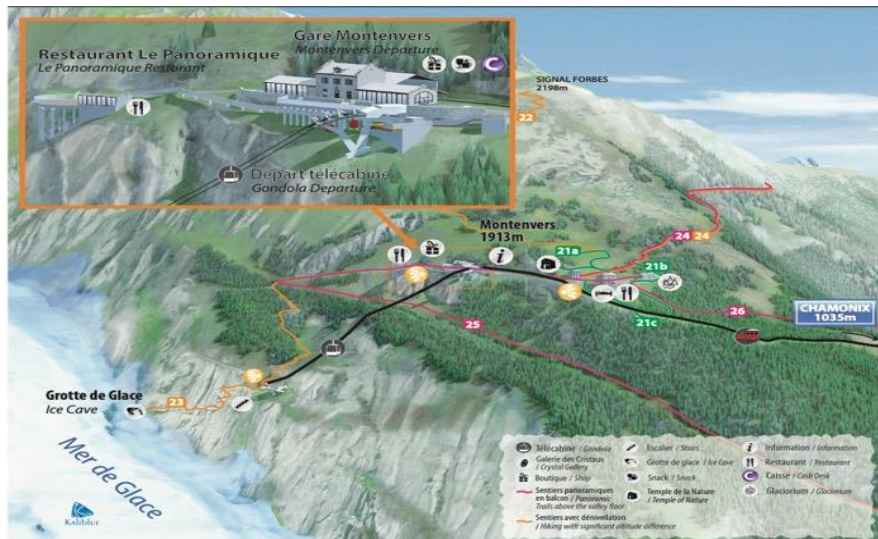 Restaurant Le Panoramique
Le Panoramique Restorant
Gare Montenvers
Montenvers Departure
Départ télécabine
Gondola Departure
SIGNAL FORBES
2198m
22
Montenvers
1913m
21a
24
24
21b
26
CHAMONIX
1035m
25
21c
Grotte de Glace
Ice Cave
23
Mer de Glace
Kaliblue
Télécabine / Gondola
Galerie des Cristaux
/ Crystal Gallery
Boutique / Shop
Sentiers panoramiques
en balcon / Panoramic
Trails above the valley floor
Sentiers avec dénivellation
/ Hiking with significant altitude difference
Escalier / Stairs
Grotte de glace / Ice Cave
Snack / Snack
Temple de la Nature
/ Temple of Nature
i Information / Information
Restaurant / Restaurant
C Caisse / Cash Desk
Glaciorium / Glaciorium